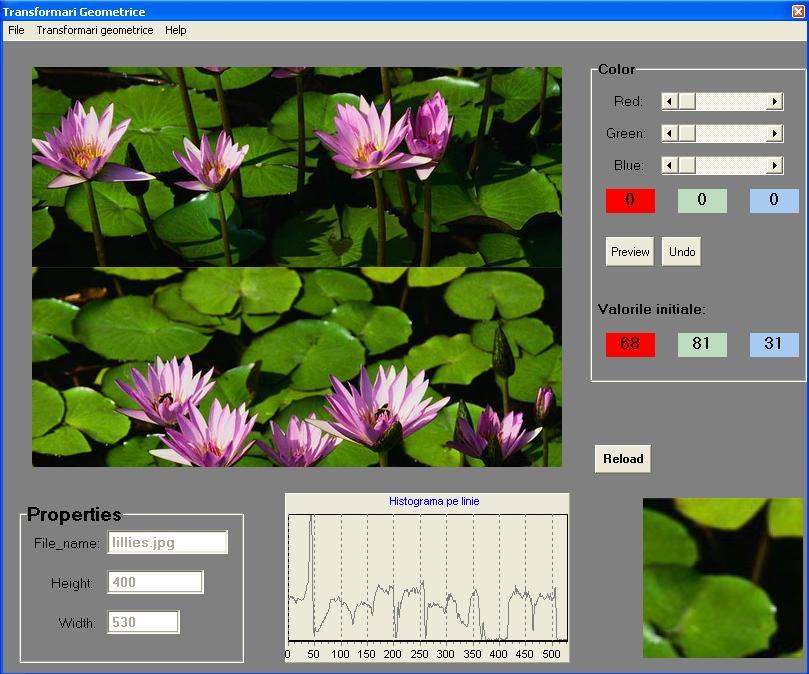 Transformari Geometrice
File Transformari geometrice Help
Color
Red:
Green:
Blue:
0 0 0
Preview Undo
Valorile initiale:
68 81 31
Reload
Properties
File_name: lillies.jpg
Height: 400
Width: 530
Histograma pe linie
0 50 100 150 200 250 300 350 400 450 500